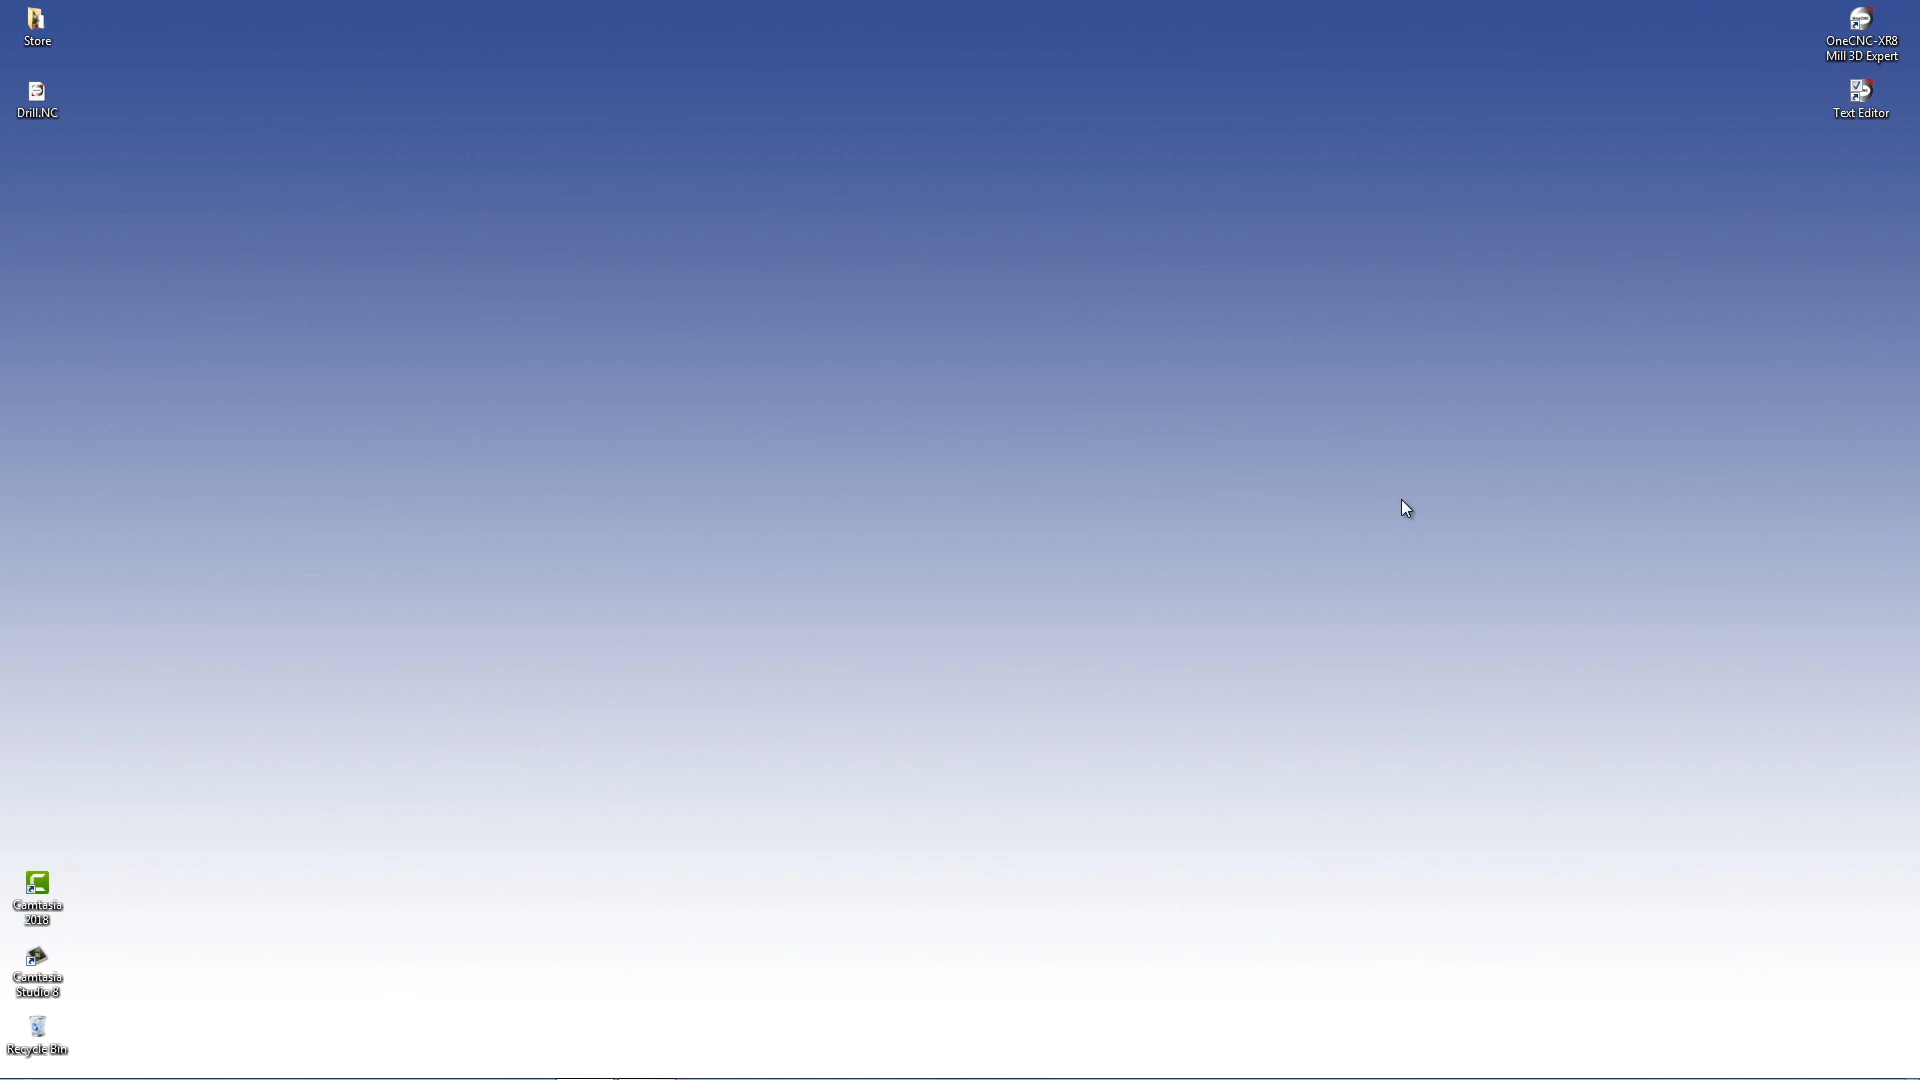 Store
Drill.NC
Camtasia
2018
Camtasia
Studio 8
Recycle Bin
OneCNC-XR8
Mill 3D Expert
Text Editor